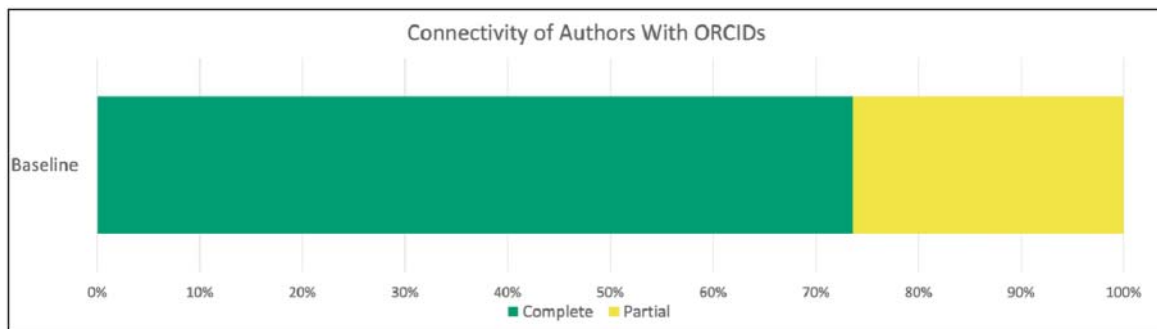 Connectivity of Authors With ORCIDs
Baseline
0% 10% 20% 30% 40% 50% 60% 70% 80% 90% 100%
Complete Partial